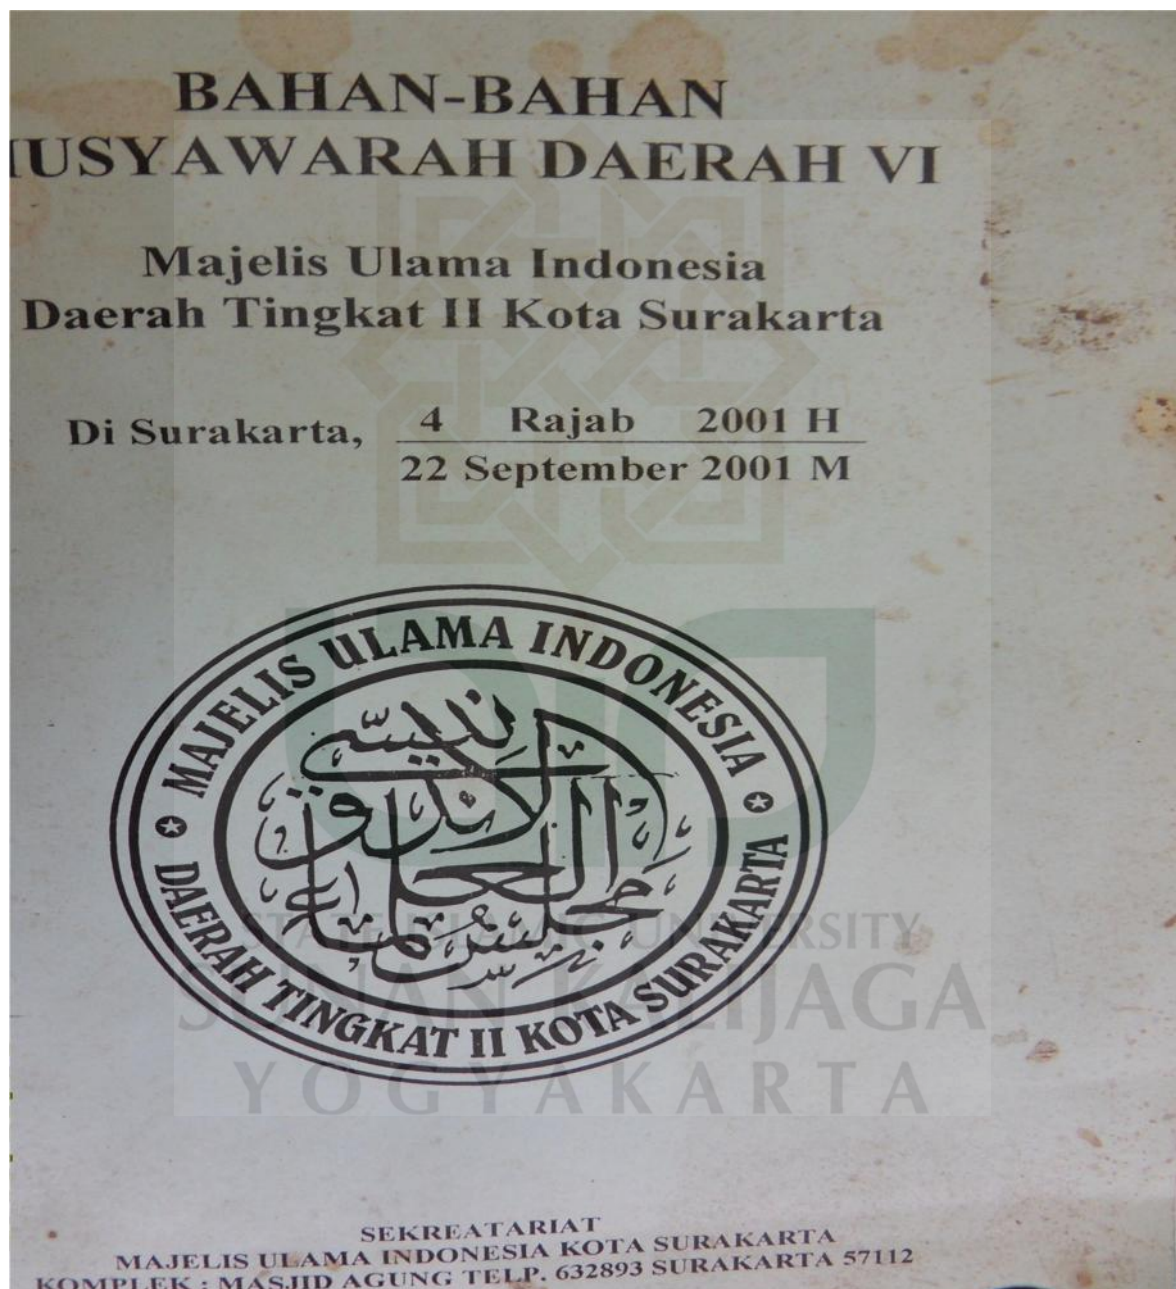 BAHAN-BAHAN
USYAWARAH DAERAH VI
Majelis Ulama Indonesia
Daerah Tingkat II Kota Surakarta
Di Surakarta, 4 Rajab 2001 H
22 September 2001 M
MAJELIS ULAMA INDONESIA
DAERAH TINGKAT II KOTA SURAKARTA
STATE ISLAMIC UNIVERSITY
SUNAN KALIJAGA
YOGYAKARTA
SEKREATARIAT
MAJELIS ULAMA INDONESIA KOTA SURAKARTA
KOMPLEK : MASJID AGUNG TELP. 632893 SURAKARTA 57112